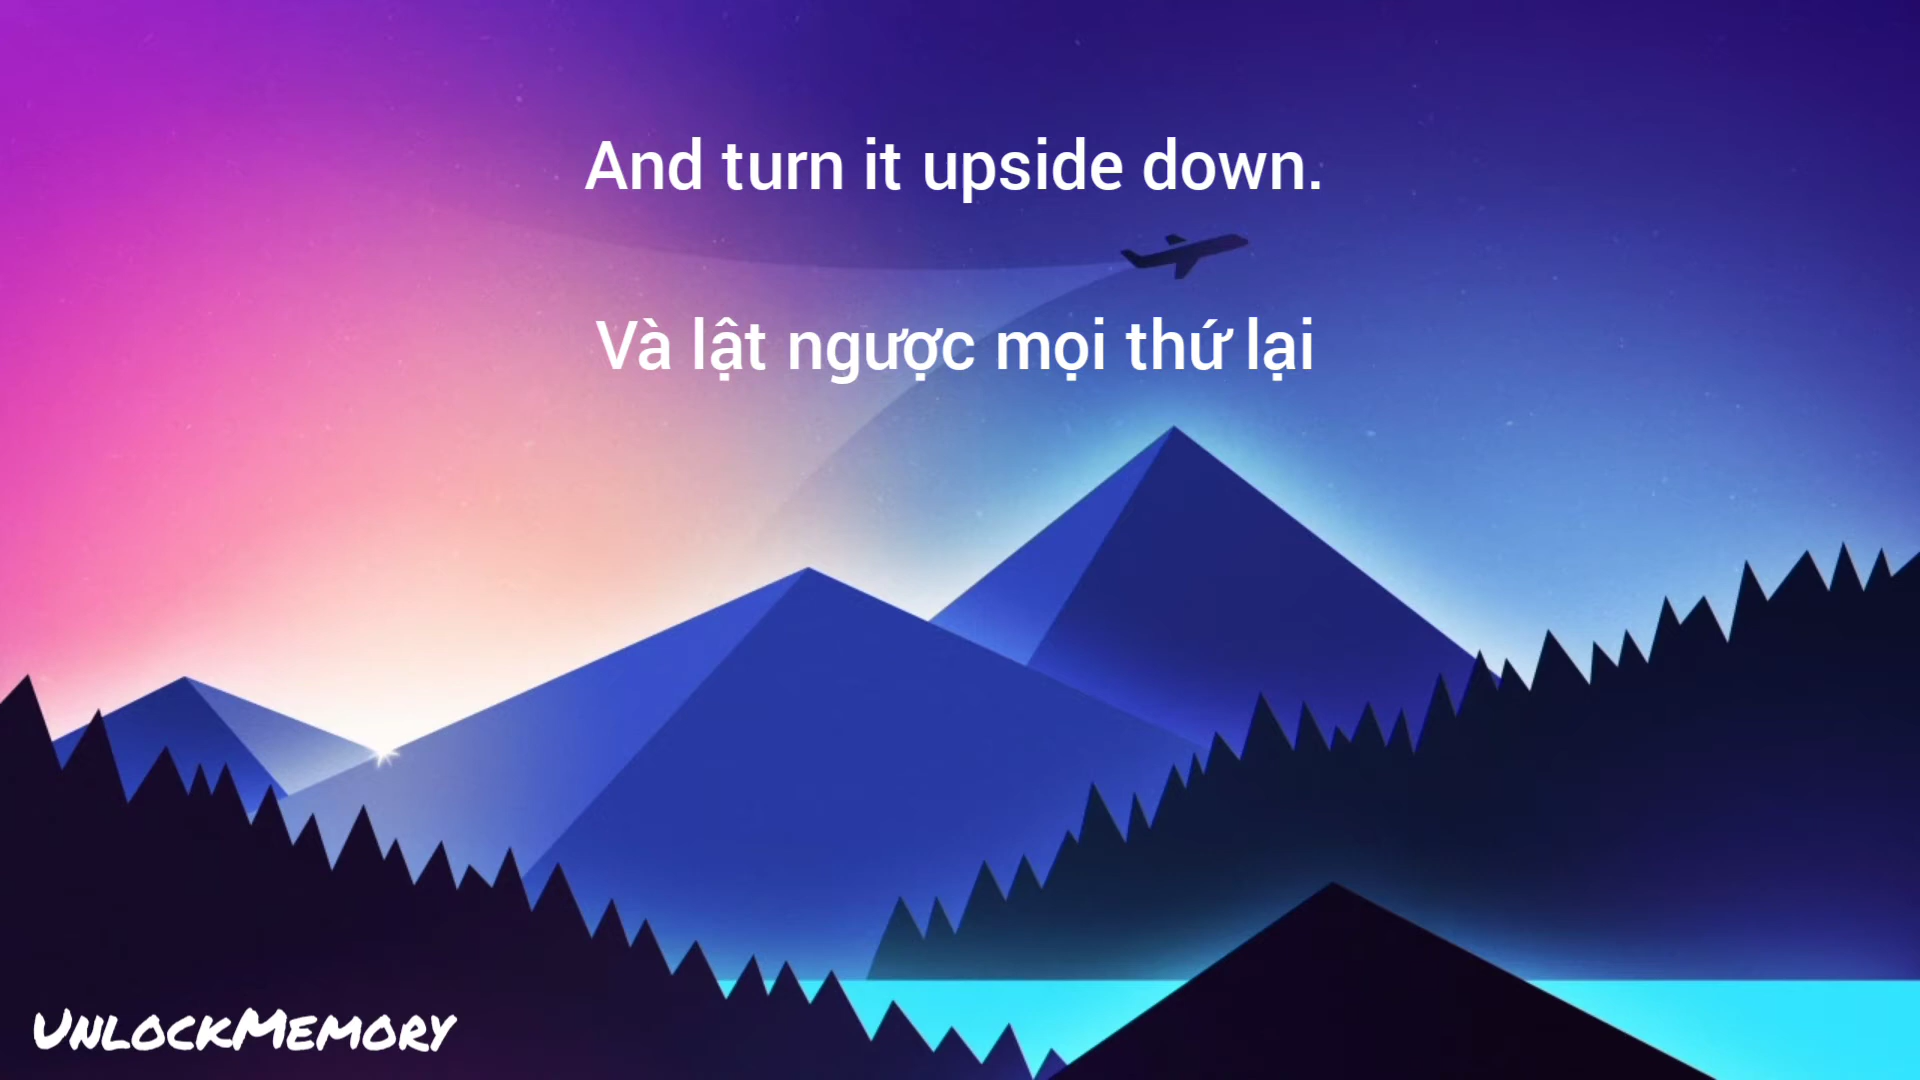 And turn it upside down.
Và lật ngược mọi thứ lại
UnlockMemory